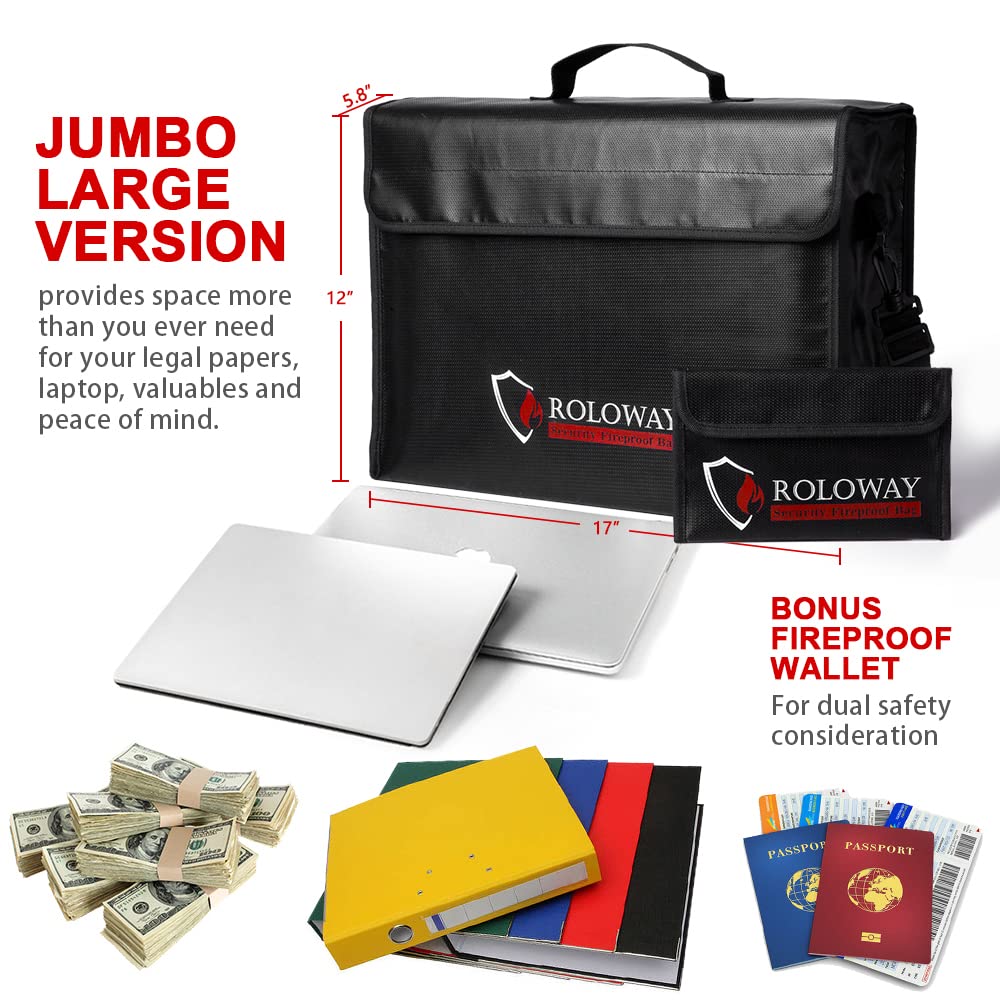 JUMBO
LARGE
VERSION
provides space more
than you ever need
for your legal papers,
laptop, valuables and
peace of mind.
5.8"
12"
17"
ROLOWAY
Security Fireproof Ba
ROLOWAY
Security Fireproof Bag
BONUS
FIREPROOF
WALLET
For dual safety
consideration
PASSPO
PASSPORT